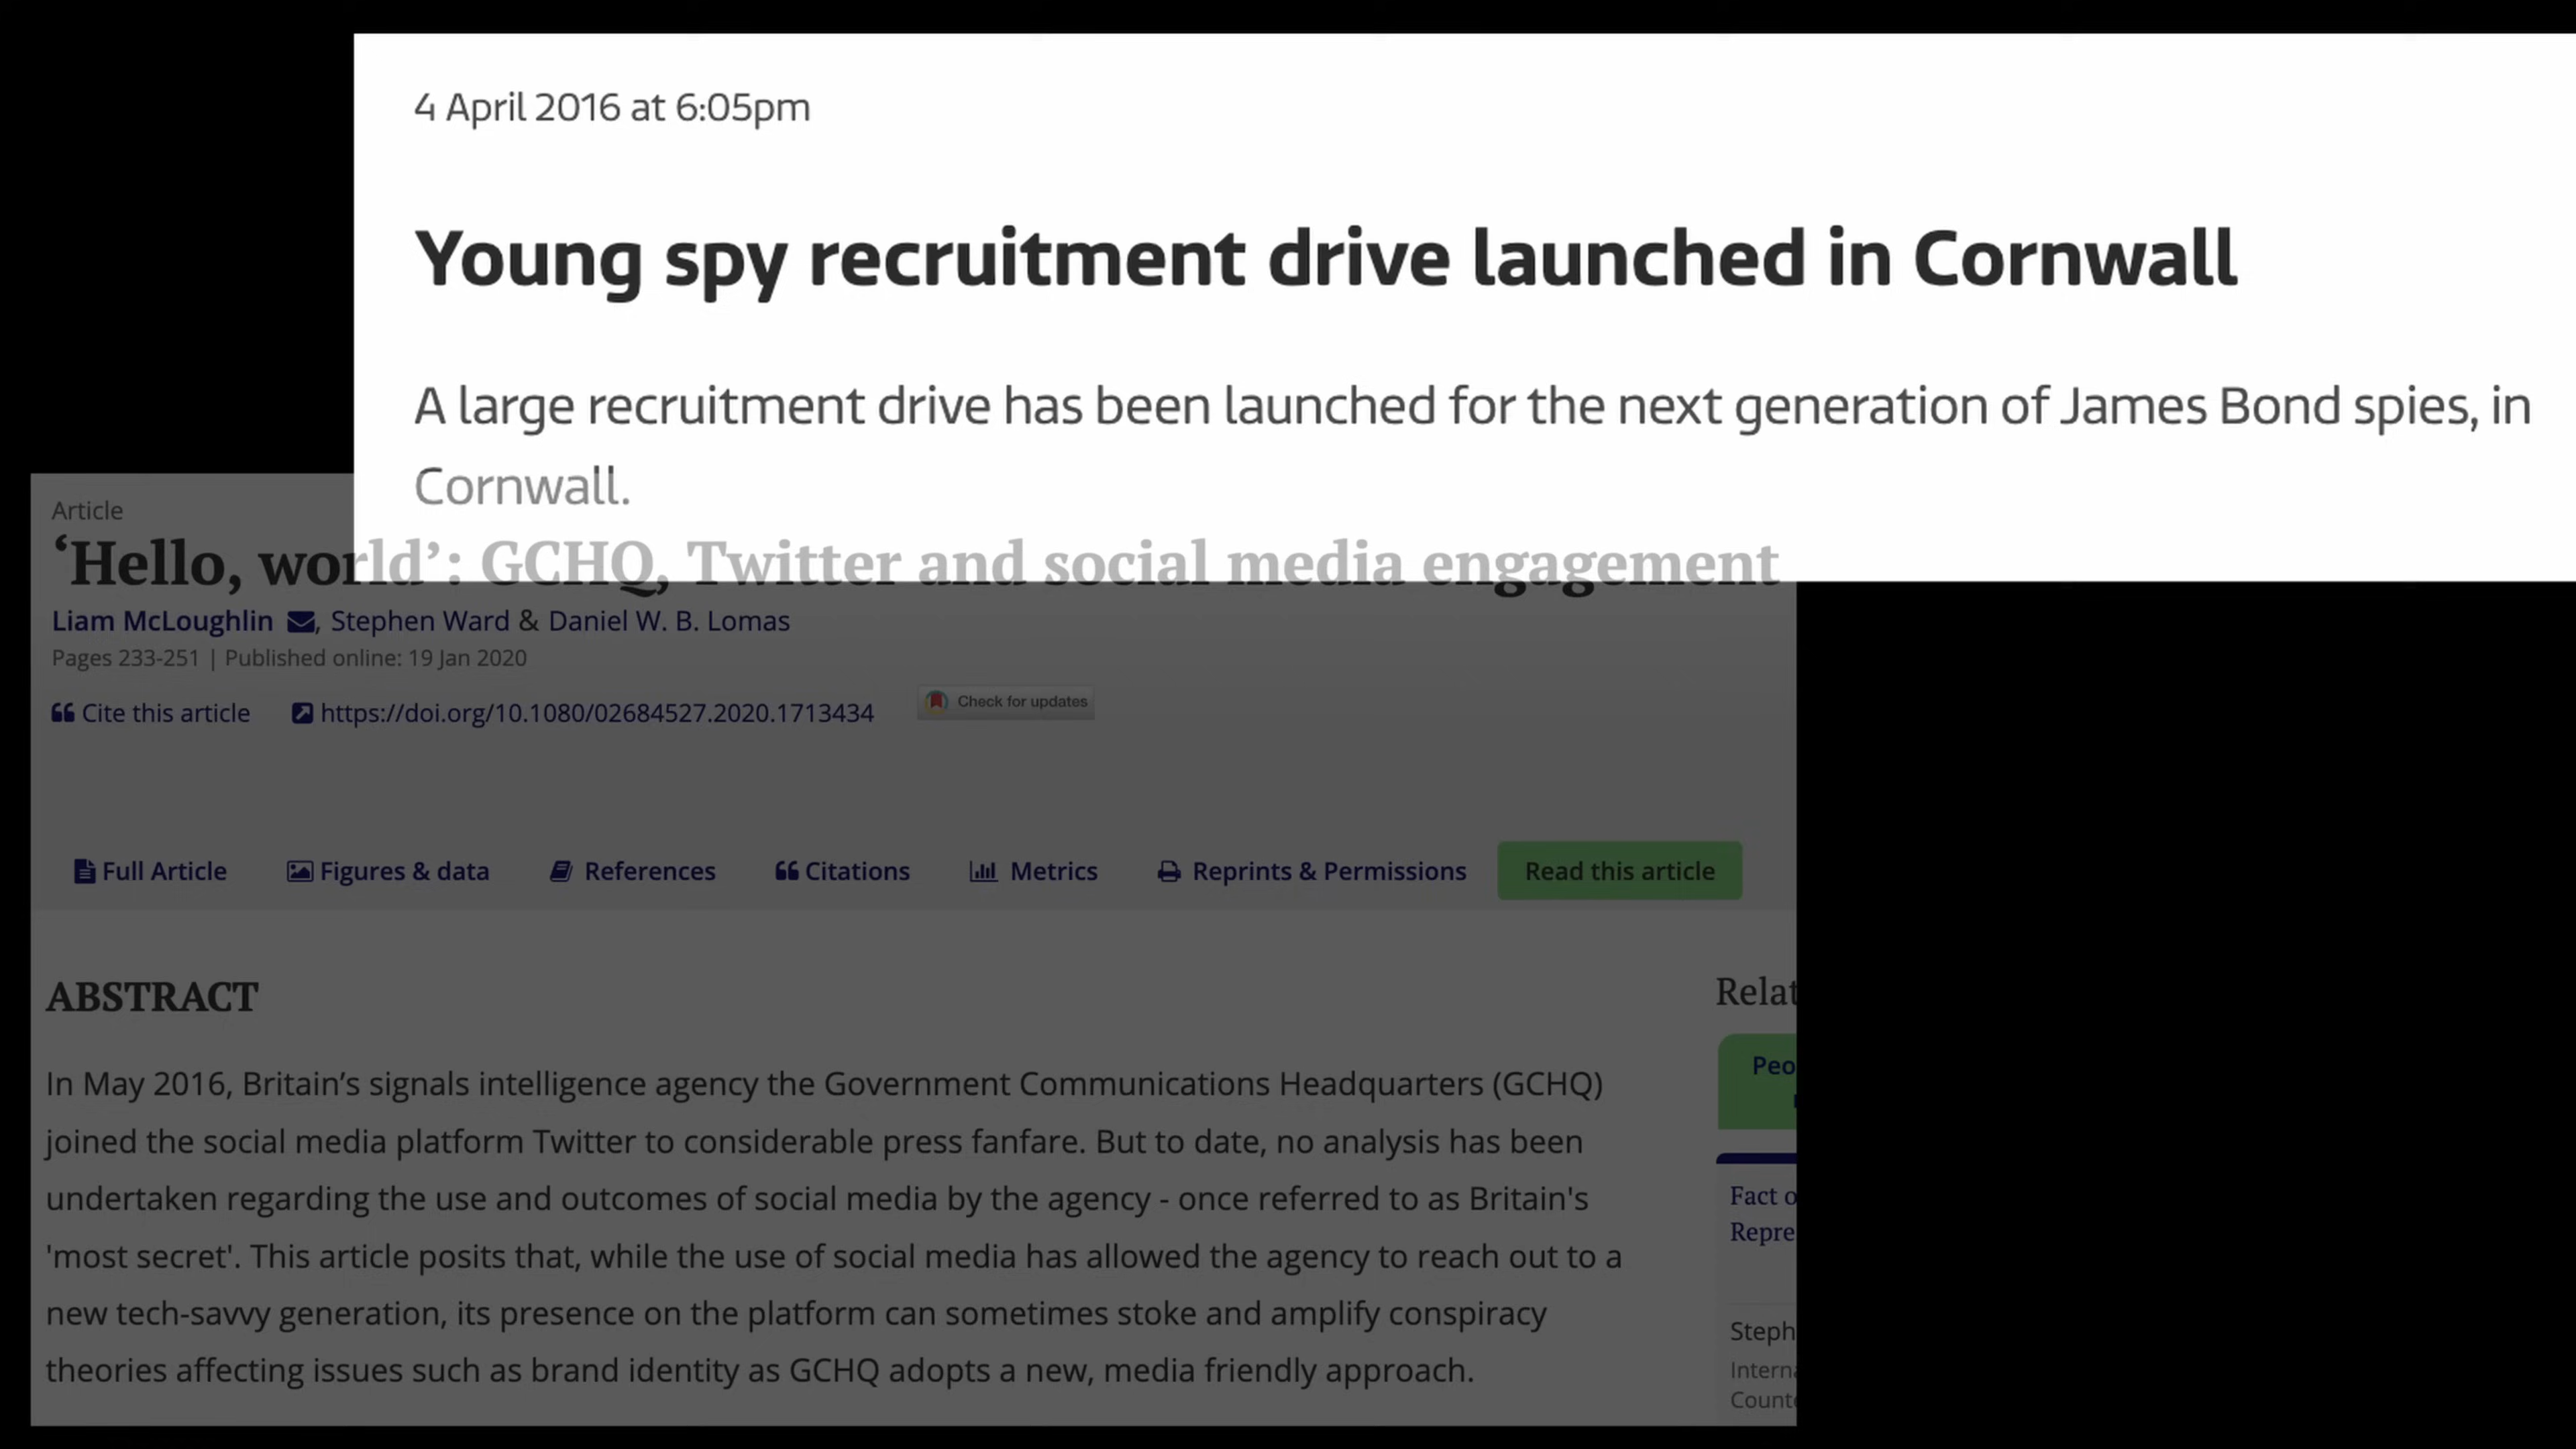 4 April 2016 at 6:05pm
Young spy recruitment drive launched in Cornwall
A large recruitment drive has been launched for the next generation of James Bond spies, in
Cornwall.
Article
‘Hello, world’: GCHQ, Twitter and social media engagement
Liam McLoughlin , Stephen Ward & Daniel W. B. Lomas
Pages 233-251 | Published online: 19 Jan 2020
Cite this article https://doi.org/10.1080/02684527.2020.1713434 Check for updates
Full Article Figures & data References Citations Metrics Reprints & Permissions Read this article
ABSTRACT
In May 2016, Britain’s signals intelligence agency the Government Communications Headquarters (GCHQ)
joined the social media platform Twitter to considerable press fanfare. But to date, no analysis has been
undertaken regarding the use and outcomes of social media by the agency - once referred to as Britain's
'most secret'. This article posits that, while the use of social media has allowed the agency to reach out to a
new tech-savvy generation, its presence on the platform can sometimes stoke and amplify conspiracy
theories affecting issues such as brand identity as GCHQ adopts a new, media friendly approach.
Relat
Peo
Fact o
Repre
Steph
Interna
Counte